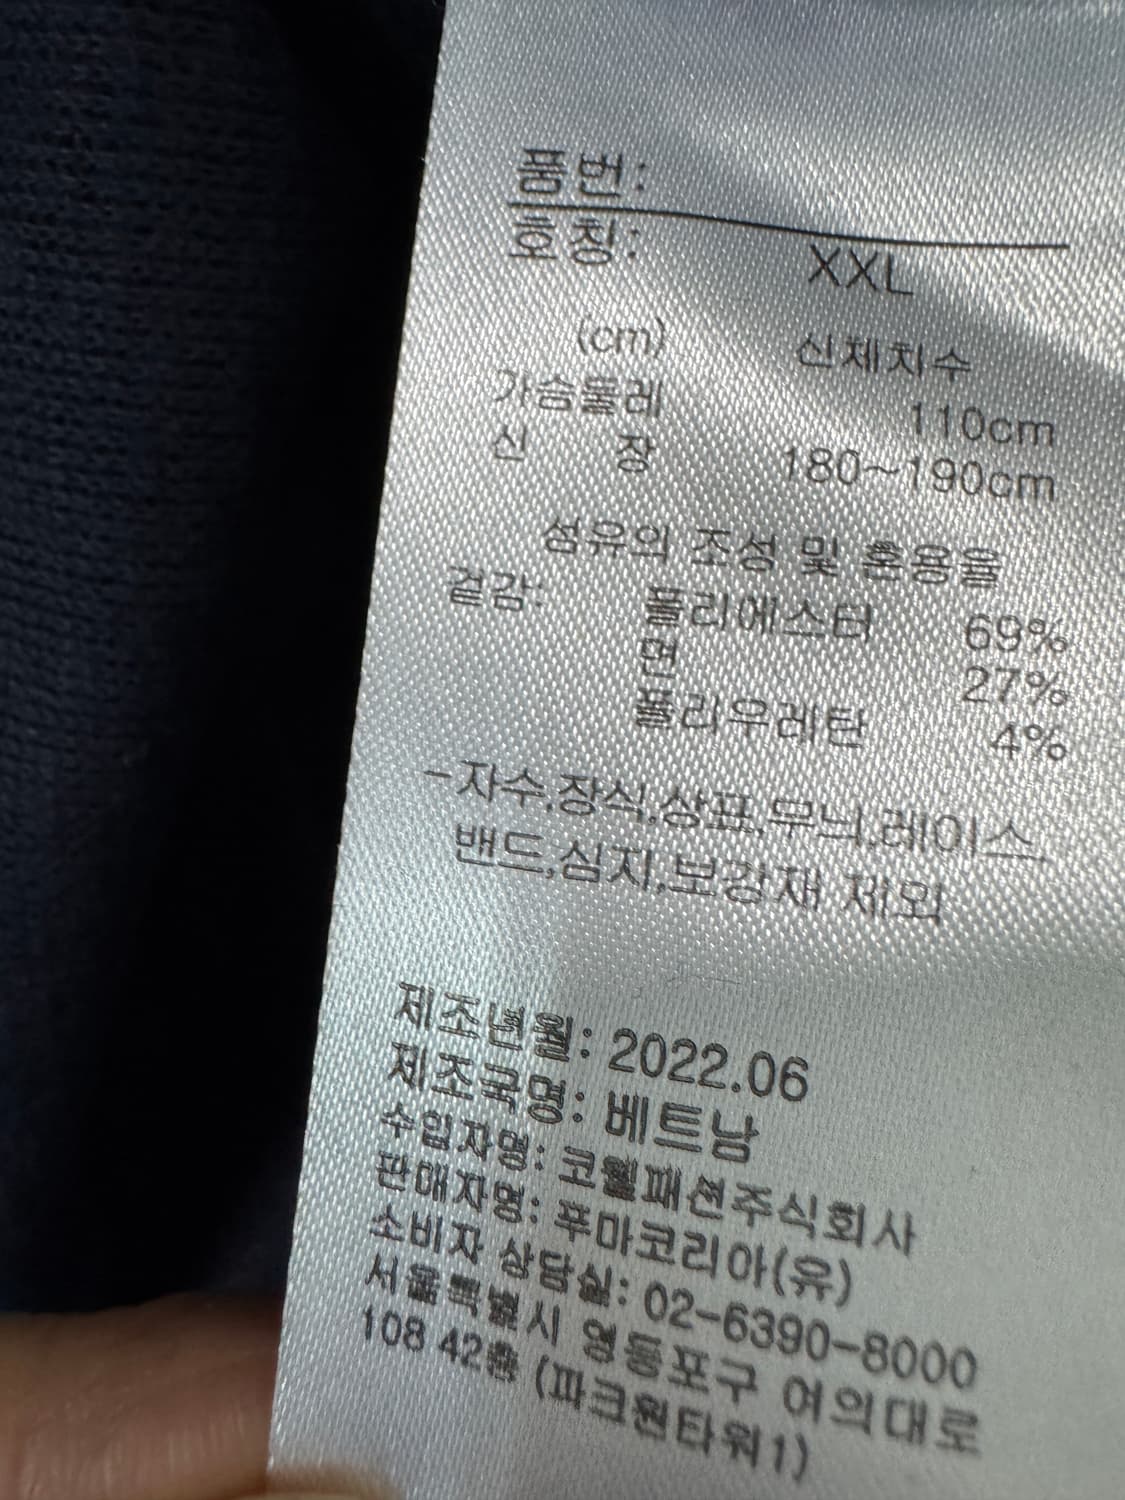 품번:
호칭: XXL
(cm) 신체치수
가슴둘레 110cm
신 장 180~190cm
섬유의 조성 및 혼용율
겉감: 폴리에스터 69%
면 27%
폴리우레탄 4%
-자수,장식,상표,무늬,레이스,
밴드,심지,보강재 제외
제조년월: 2022.06
제조국명: 베트남
수입자명: 코웰패션주식회사
판매자명: 푸마코리아(유)
소비자 상담실: 02-6390-8000
서울특별시 영등포구 여의대로
108 42층 (파크원타워1)